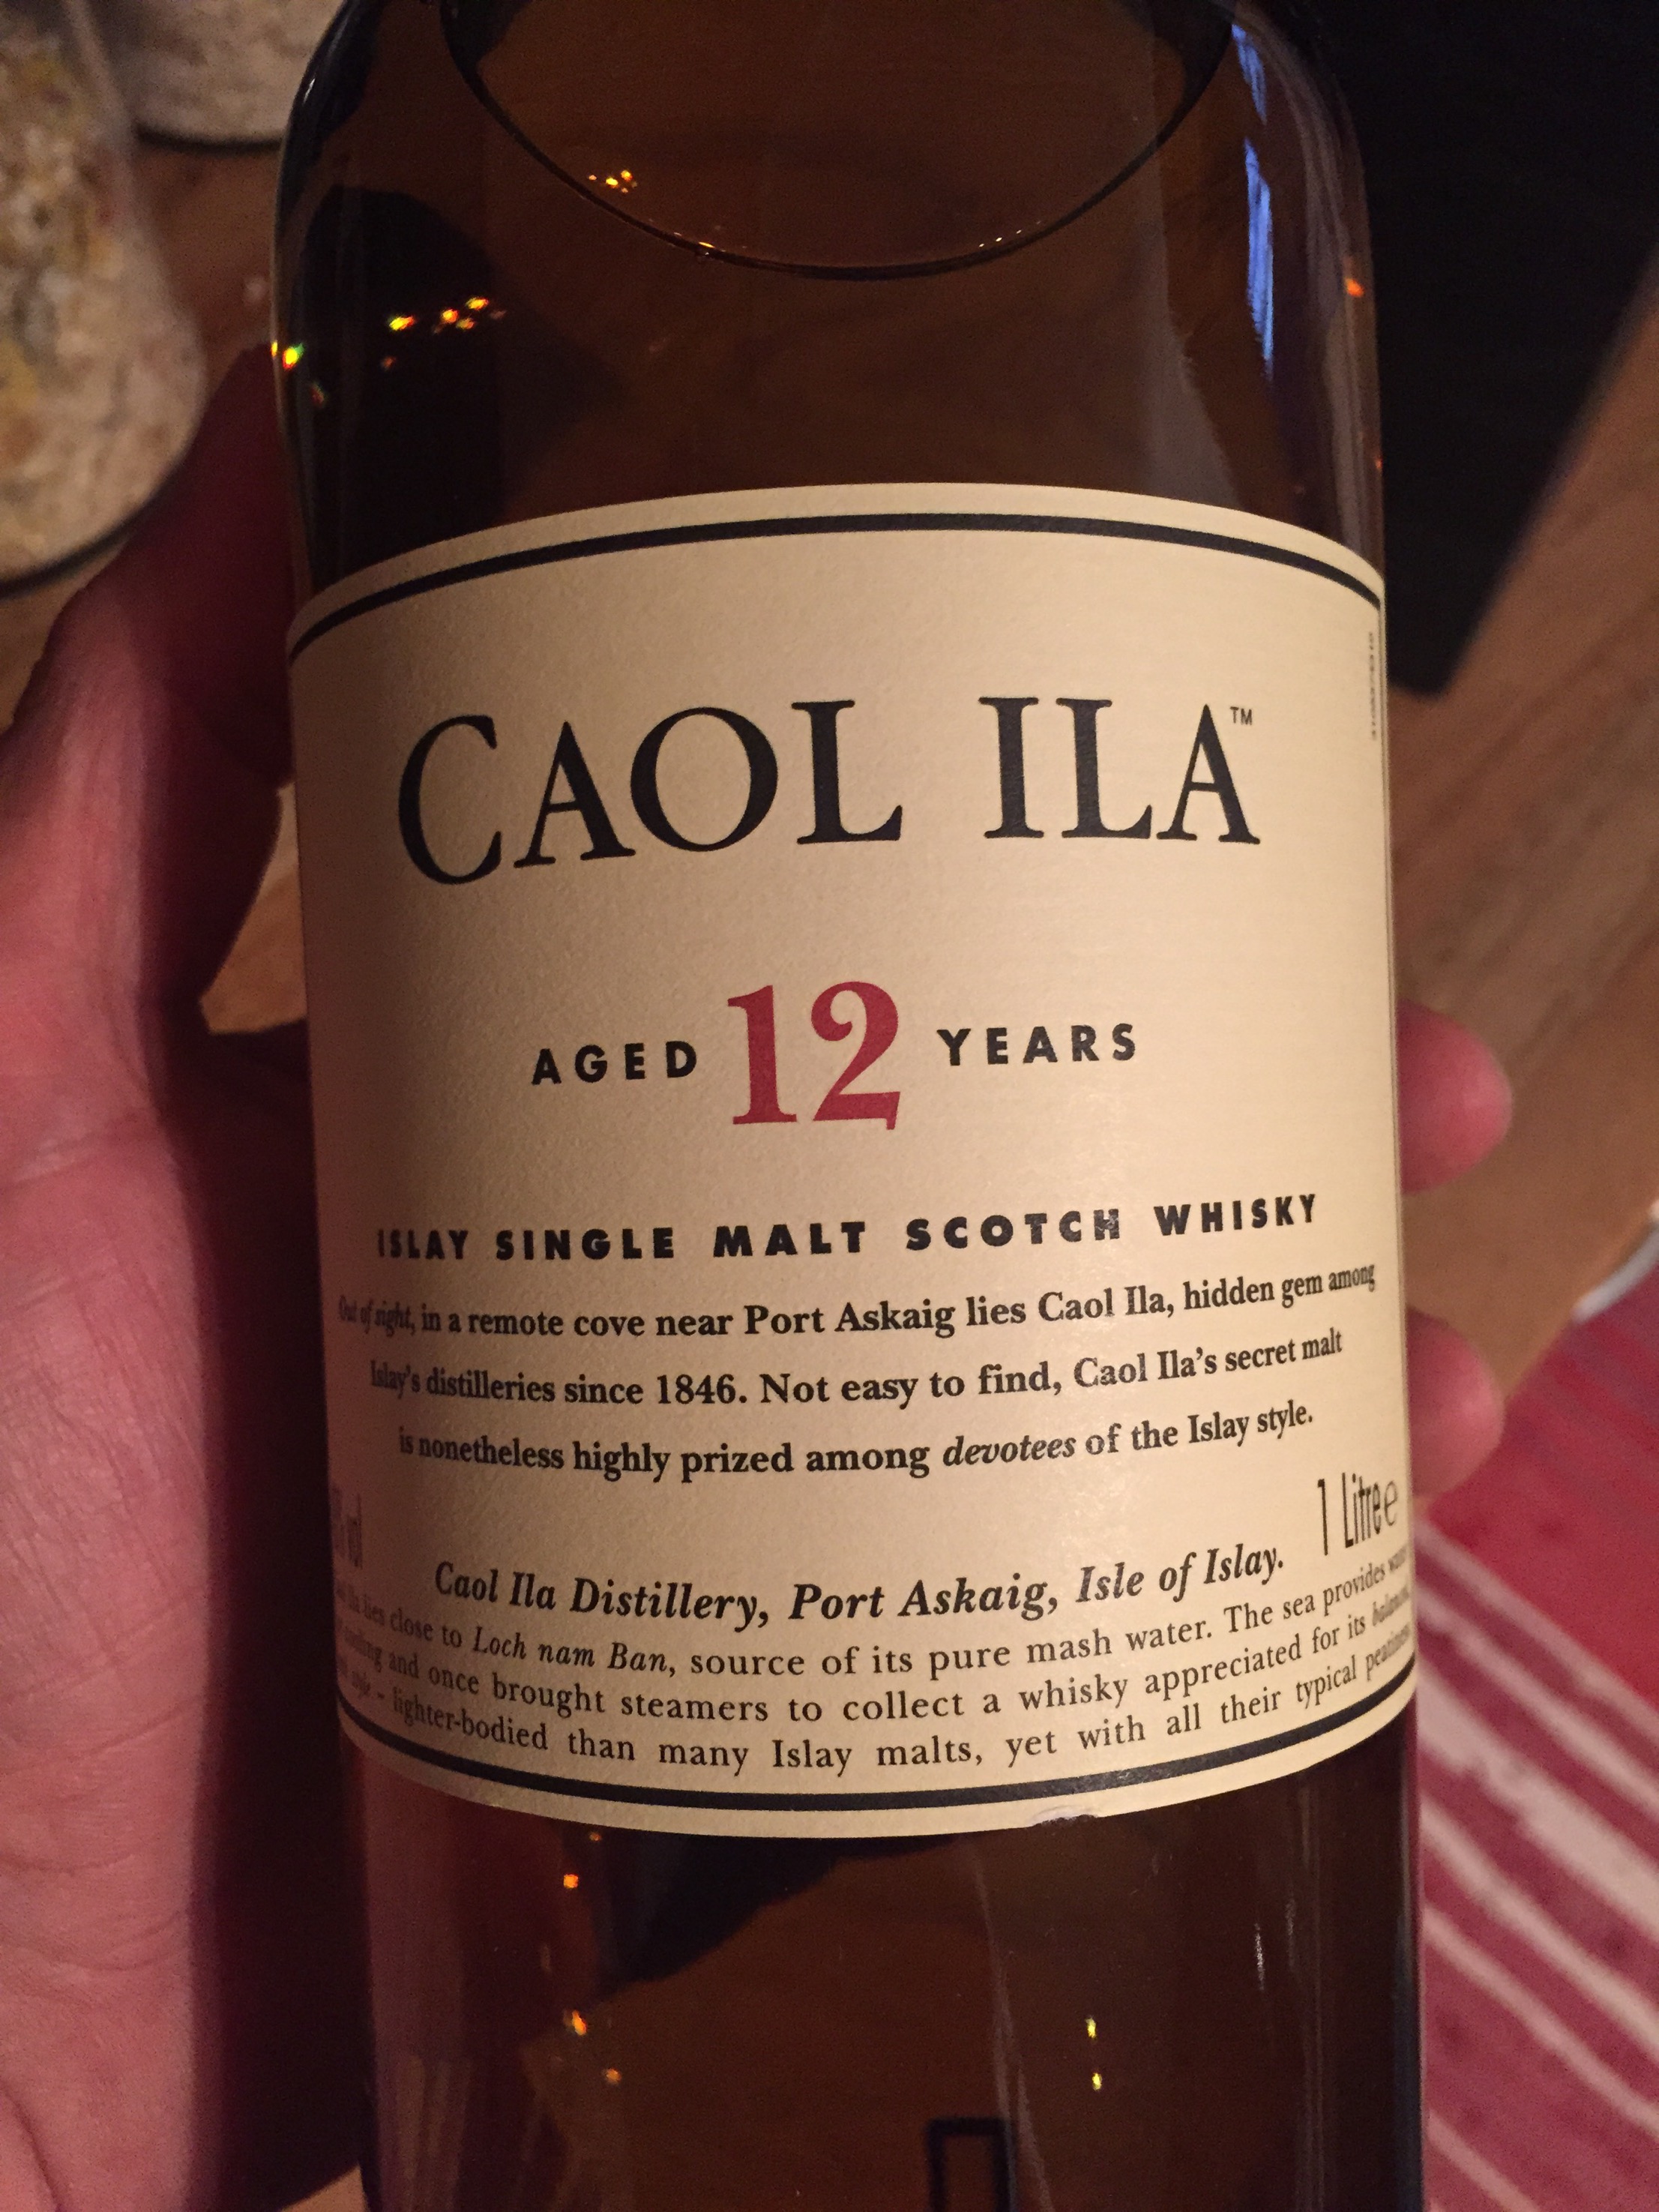 CAOL ILA™
AGED 12 YEARS
ISLAY SINGLE MALT SCOTCH WHISKY
Out of sight, in a remote cove near Port Askaig lies Caol Ila, hidden gem among
Islay's distilleries since 1846. Not easy to find, Caol Ila's secret malt
is nonetheless highly prized among devotees of the Islay style.
vol
1 Litre e
Caol Ila Distillery, Port Askaig, Isle of Islay.
lies close to Loch nam Ban, source of its pure mash water. The sea provides
and once brought steamers to collect a whisky appreciated for its
- lighter-bodied than many Islay malts, yet with all their typical